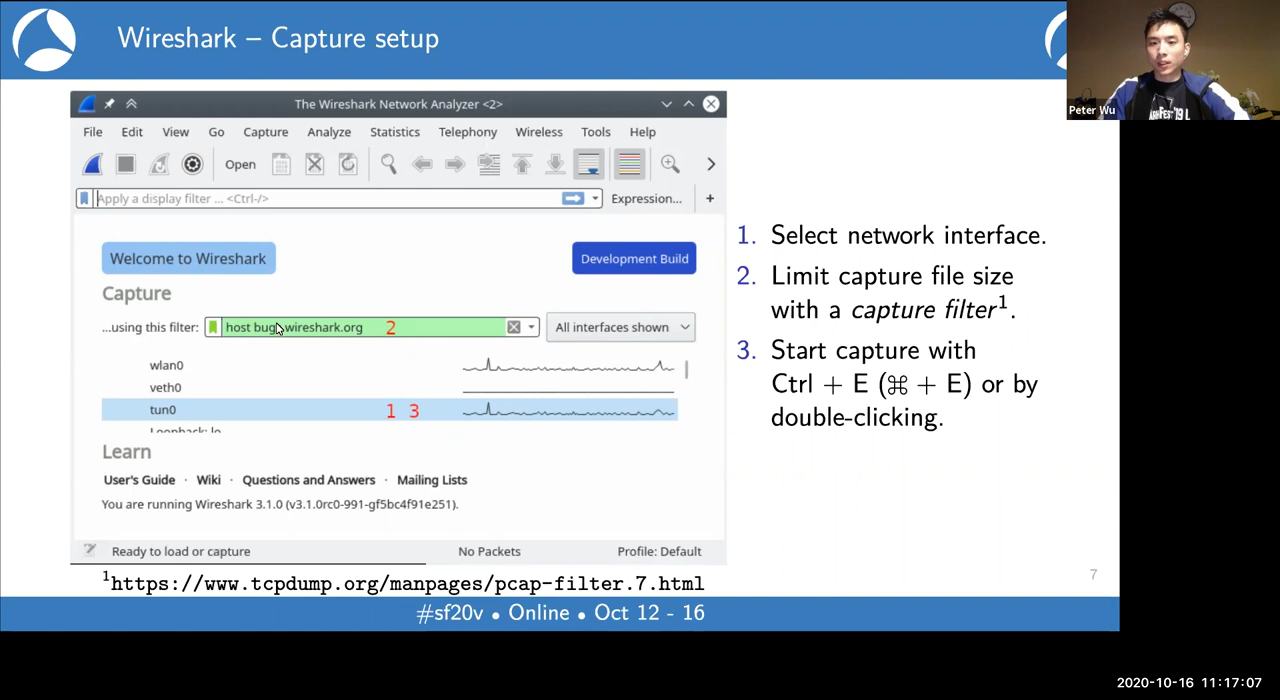 Wireshark – Capture setup
Peter Wu
The Wireshark Network Analyzer <2>
File Edit View Go Capture Analyze Statistics Telephony Wireless Tools Help
Open
Apply a display filter ... <Ctrl-/>
Expression...
+
Welcome to Wireshark
Development Build
Capture
...using this filter:
host bugs.wireshark.org 2
All interfaces shown
wlan0
veth0
tun0 1 3
Loopback: lo
Learn
User's Guide · Wiki · Questions and Answers · Mailing Lists
You are running Wireshark 3.1.0 (v3.1.0rc0-991-gf5bc4f91e251).
Ready to load or capture
No Packets
Profile: Default
1. Select network interface.
2. Limit capture file size
with a capture filter¹.
3. Start capture with
Ctrl + E (⌘ + E) or by
double-clicking.
7
¹https://www.tcpdump.org/manpages/pcap-filter.7.html
#sf20v • Online • Oct 12 - 16
2020-10-16 11:17:07